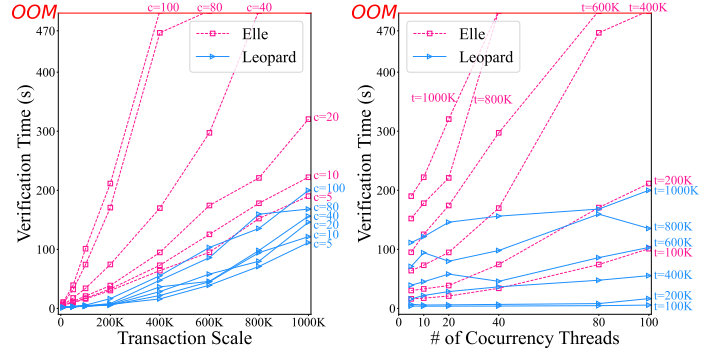 OOM
470
400
300
200
100
0
Verification Time (s)
0
200K
400K
600K
800K
1000K
Transaction Scale
c=100
c=80
c=40
Elle
Leopard
c=20
c=10
c=5
c=100
c=80
c=40
c=20
c=10
c=5
OOM
470
400
300
200
100
0
Verification Time (s)
0
10
20
40
60
80
100
# of Cocurrency Threads
t=600K
t=400K
Elle
Leopard
t=1000K
t=800K
t=200K
t=1000K
t=800K
t=600K
t=100K
t=400K
t=200K
t=100K